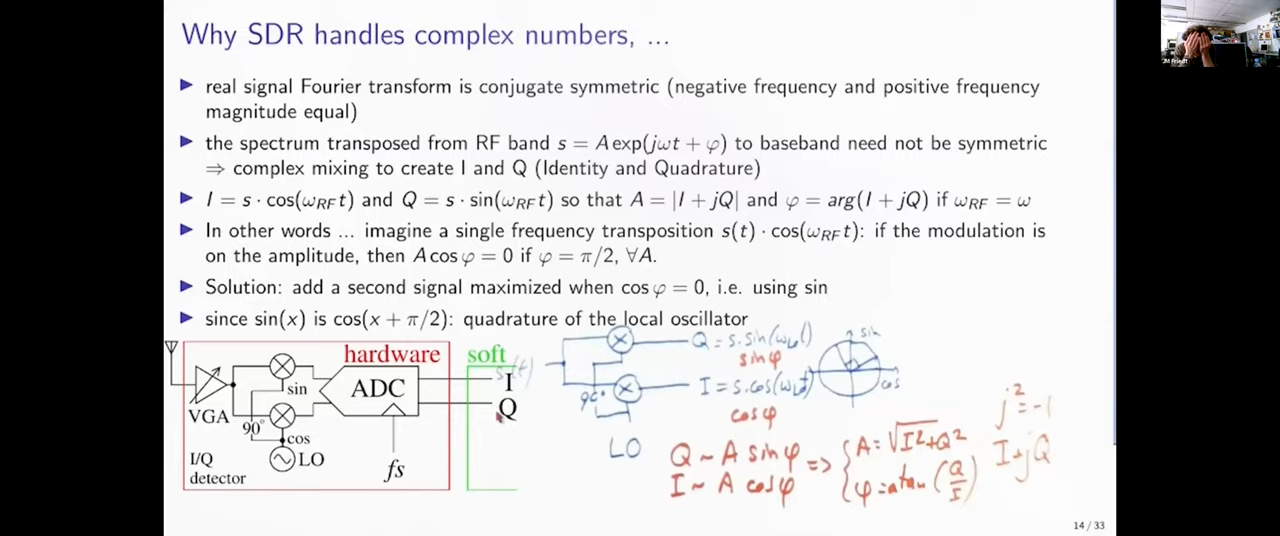 Why SDR handles complex numbers, ...
JM Friedt
▶ real signal Fourier transform is conjugate symmetric (negative frequency and positive frequency
magnitude equal)
▶ the spectrum transposed from RF band s = A exp(jωt + φ) to baseband need not be symmetric
⇒ complex mixing to create I and Q (Identity and Quadrature)
▶ I = s · cos(ω_RF t) and Q = s · sin(ω_RF t) so that A = |I + jQ| and φ = arg(I + jQ) if ω_RF = ω
▶ In other words ... imagine a single frequency transposition s(t) · cos(ω_RF t): if the modulation is
on the amplitude, then A cos φ = 0 if φ = π/2, ∀A.
▶ Solution: add a second signal maximized when cos φ = 0, i.e. using sin
▶ since sin(x) is cos(x + π/2): quadrature of the local oscillator
hardware
soft
VGA
sin
90°
cos
LO
I/Q
detector
ADC
fs
I
Q
s(t)
90°
LO
Q = s.sin(ω_LO t)
sin φ
I = s.cos(ω_LO t)
cos φ
sin
cos
Q ~ A sin φ
I ~ A cos φ
=> { A = √I²+Q²
φ = atan (Q/I)
j² = -1
I+jQ
14 / 33